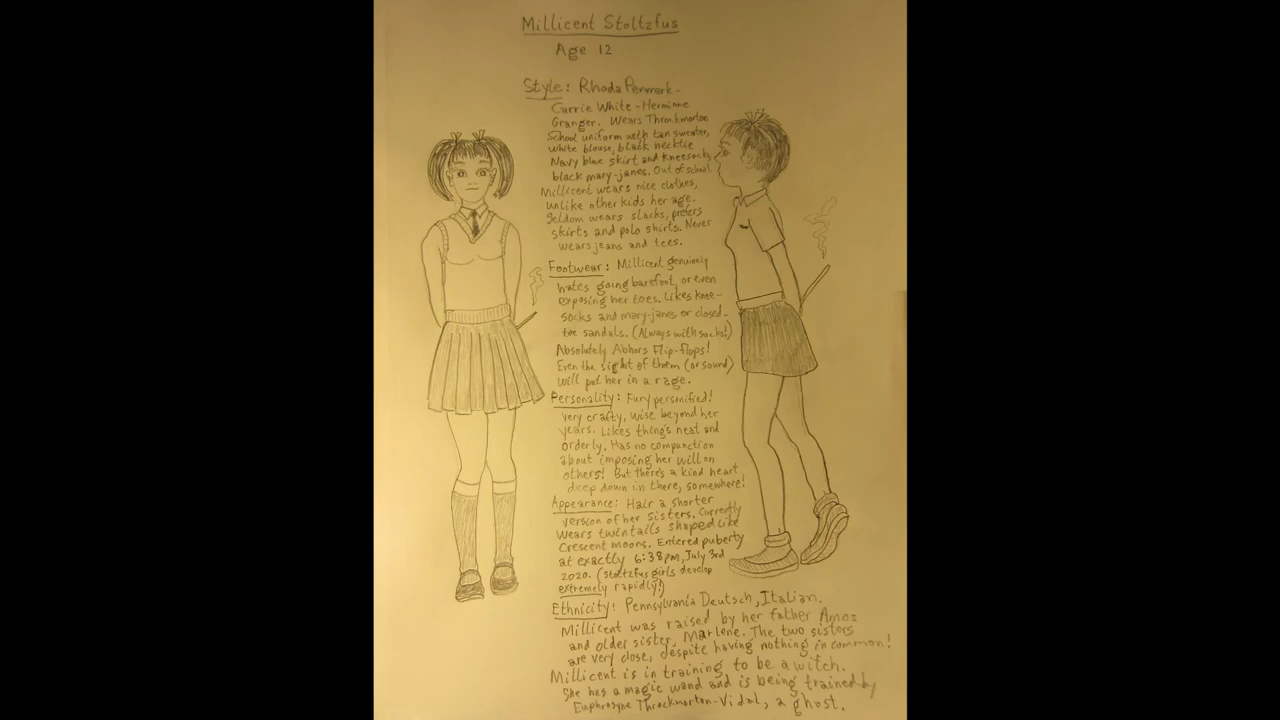 Millicent Stoltzfus
Age 12
Style: Rhoda Penmark-
Carrie White - Hermione
Granger. Wears Throckmorton
School uniform with tan sweater,
white blouse, black necktie
Navy blue skirt and kneesocks,
black mary-janes. Out of school
Millicent wears nice clothes,
unlike other kids her age.
Seldom wears slacks, prefers
skirts and polo shirts. Never
wears jeans and tees.
Footwear: Millicent genuinely
hates going barefoot, or even
exposing her toes. Likes knee-
socks and mary-janes or closed-
toe sandals. (Always with socks!)
Absolutely Abhors Flip-flops!
Even the sight of them (or sound)
will put her in a rage.
Personality: Fury personified!
very crafty, wise beyond her
years. Likes things neat and
orderly. Has no compunction
about imposing her will on
others! But there's a kind heart
deep down in there, somewhere!
Appearance: Hair a shorter
version of her sisters. Currently
wears twintails shaped like
Crescent moons. Entered puberty
at exactly 6:38pm, July 3rd
2020. (Stoltzfus girls develop
extremely rapidly!)
Ethnicity: Pennsylvania Deutsch, Italian.
Millicent was raised by her father Amos
and older sister, Marlene. The two sisters
are very close, despite having nothing in common!
Millicent is in training to be a witch.
She has a magic wand and is being trained by
Euphrosyne Throckmorton-Vidal, a ghost.